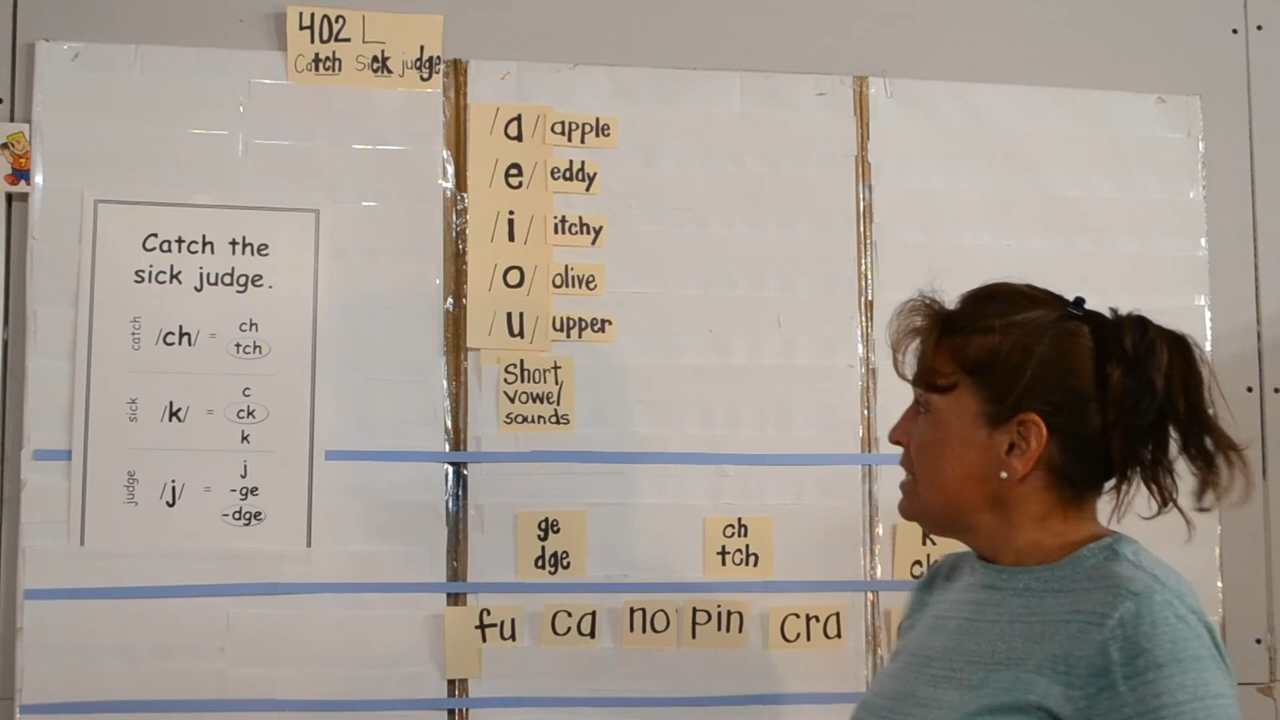 402 L
Catch Sick judge
Catch the
sick judge.
catch /ch/ = ch
tch
sick /k/ = c
ck
k
judge /j/ = j
-ge
-dge
/a/ apple
/e/ eddy
/i/ itchy
/o/ olive
/u/ upper
Short
vowel
sounds
ge
dge
ch
tch
k
ck
fu ca no pin cra